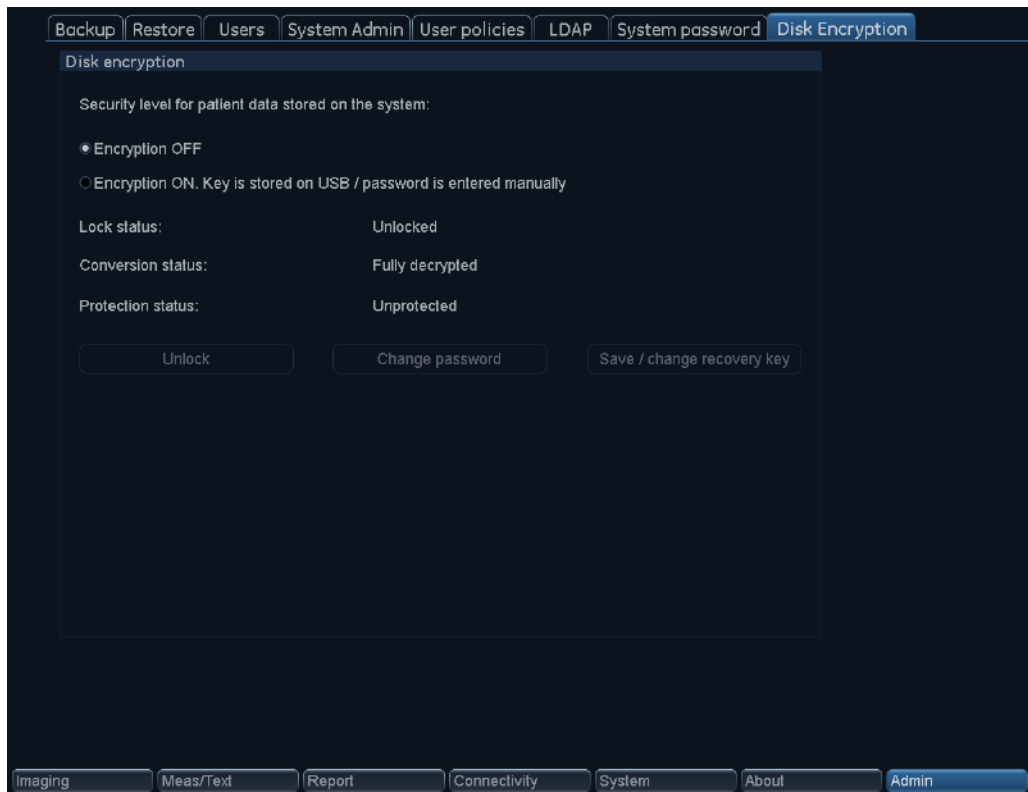 Backup Restore Users System Admin User policies LDAP System password Disk Encryption
Disk encryption
Security level for patient data stored on the system:
Encryption OFF
Encryption ON. Key is stored on USB / password is entered manually
Lock status: Unlocked
Conversion status: Fully decrypted
Protection status: Unprotected
Unlock Change password Save / change recovery key
Imaging Meas/Text Report Connectivity System About Admin